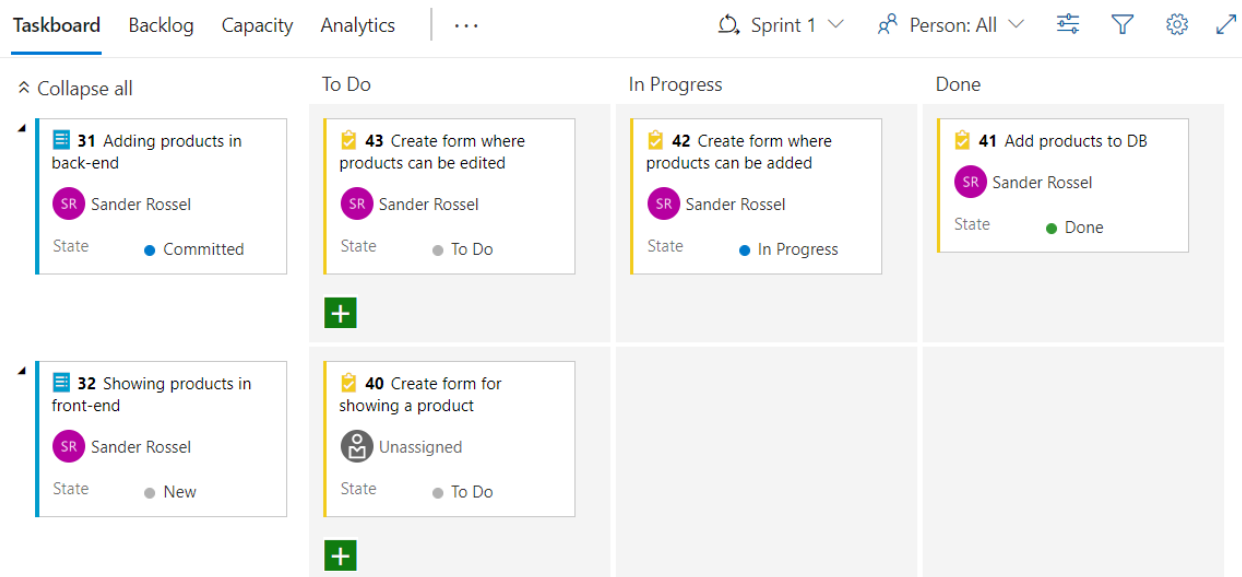 Taskboard Backlog Capacity Analytics ... Sprint 1 Person: All
Collapse all
To Do
In Progress
Done
31 Adding products in
back-end
SR Sander Rossel
State Committed
43 Create form where
products can be edited
SR Sander Rossel
State To Do
42 Create form where
products can be added
SR Sander Rossel
State In Progress
41 Add products to DB
SR Sander Rossel
State Done
32 Showing products in
front-end
SR Sander Rossel
State New
40 Create form for
showing a product
Unassigned
State To Do